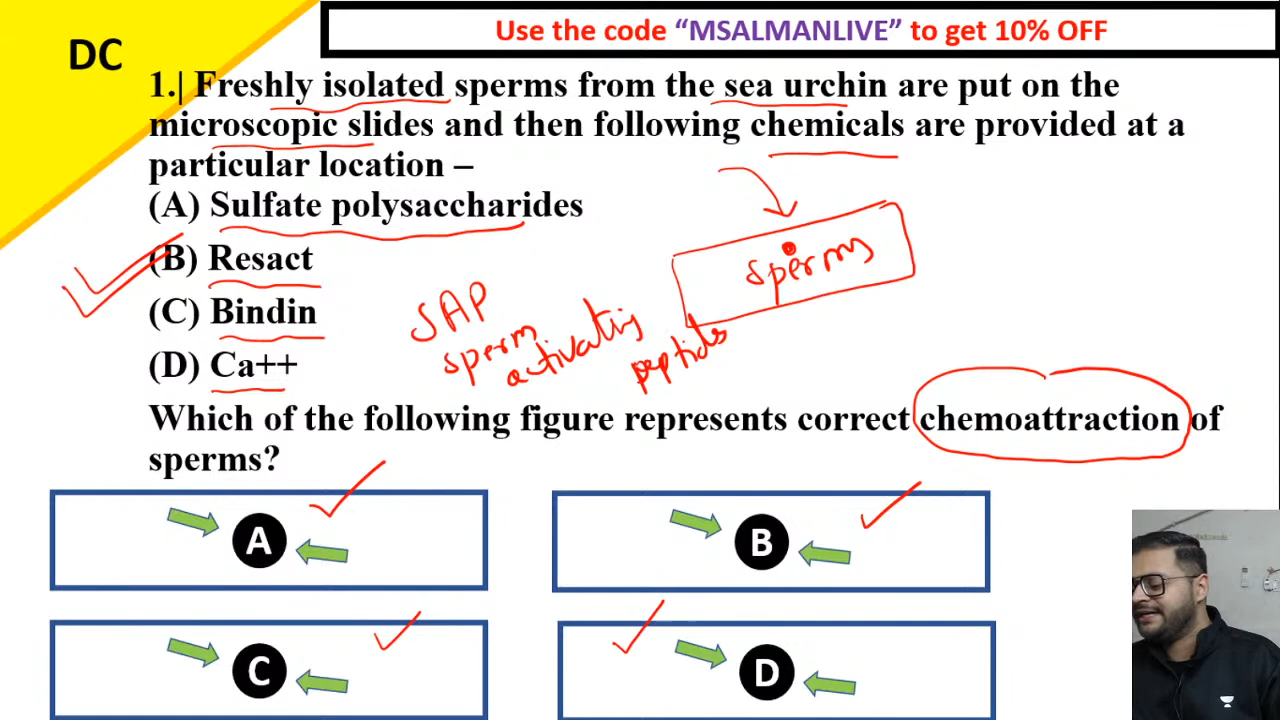 DC
Use the code “MSALMANLIVE” to get 10% OFF
1.| Freshly isolated sperms from the sea urchin are put on the
microscopic slides and then following chemicals are provided at a
particular location –
(A) Sulfate polysaccharides
(B) Resact
(C) Bindin
(D) Ca++
sperms
SAP
sperm
activating
peptides
Which of the following figure represents correct chemoattraction of
sperms?
A
B
C
D